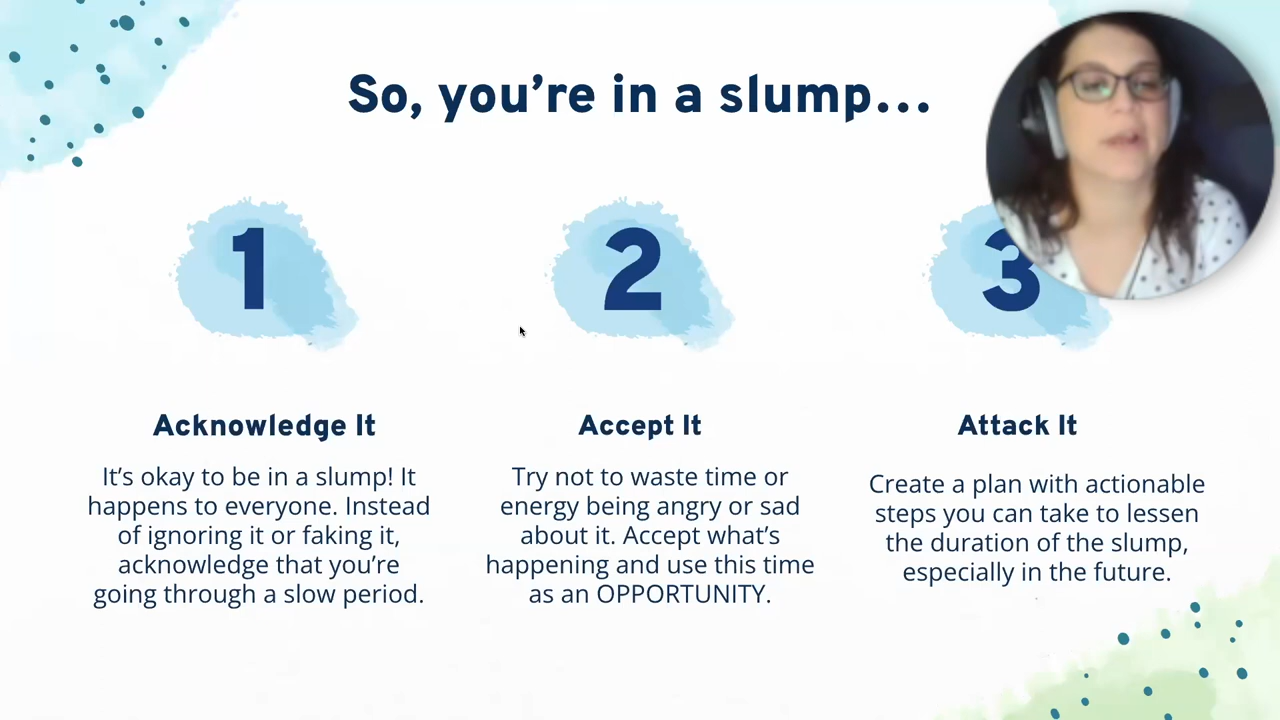 So, you’re in a slump...
1
2
3
Acknowledge It
It’s okay to be in a slump! It
happens to everyone. Instead
of ignoring it or faking it,
acknowledge that you’re
going through a slow period.
Accept It
Try not to waste time or
energy being angry or sad
about it. Accept what’s
happening and use this time
as an OPPORTUNITY.
Attack It
Create a plan with actionable
steps you can take to lessen
the duration of the slump,
especially in the future.